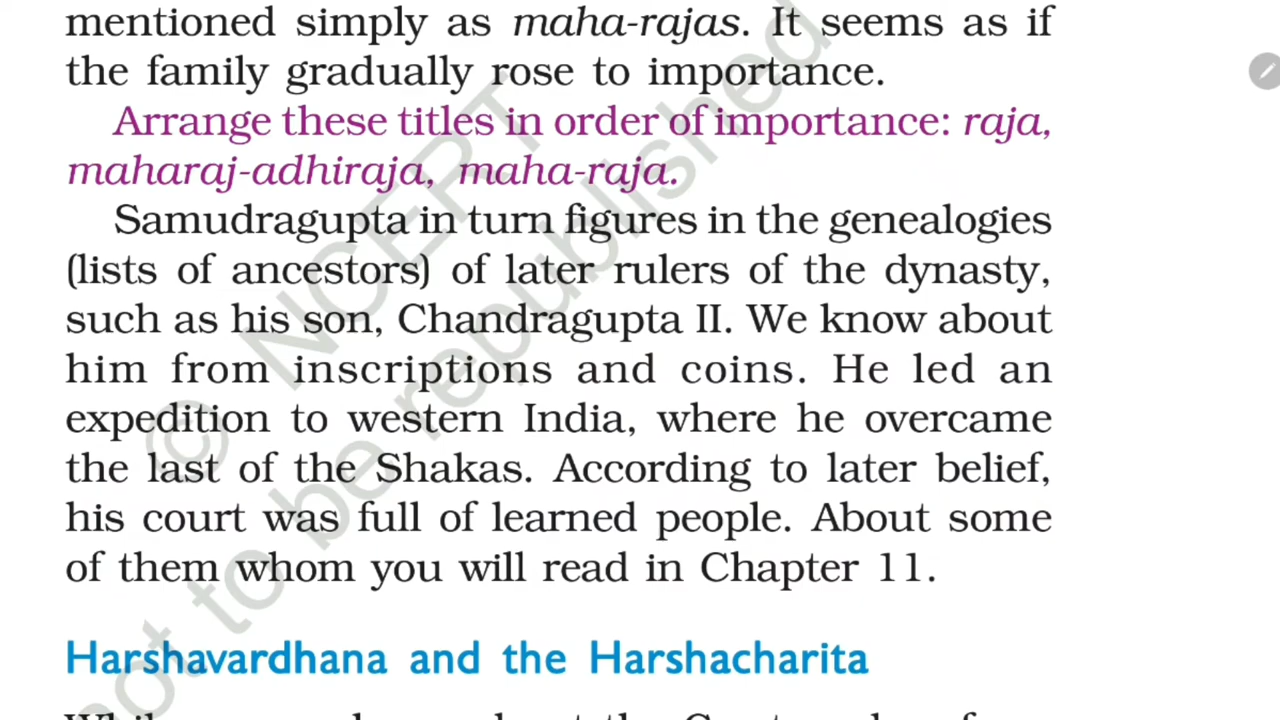 mentioned simply as maha-rajas. It seems as if
the family gradually rose to importance.
Arrange these titles in order of importance: raja,
maharaj-adhiraja, maha-raja.
Samudragupta in turn figures in the genealogies
(lists of ancestors) of later rulers of the dynasty,
such as his son, Chandragupta II. We know about
him from inscriptions and coins. He led an
expedition to western India, where he overcame
the last of the Shakas. According to later belief,
his court was full of learned people. About some
of them whom you will read in Chapter 11.
Harshavardhana and the Harshacharita
© NCERT
not to be republished